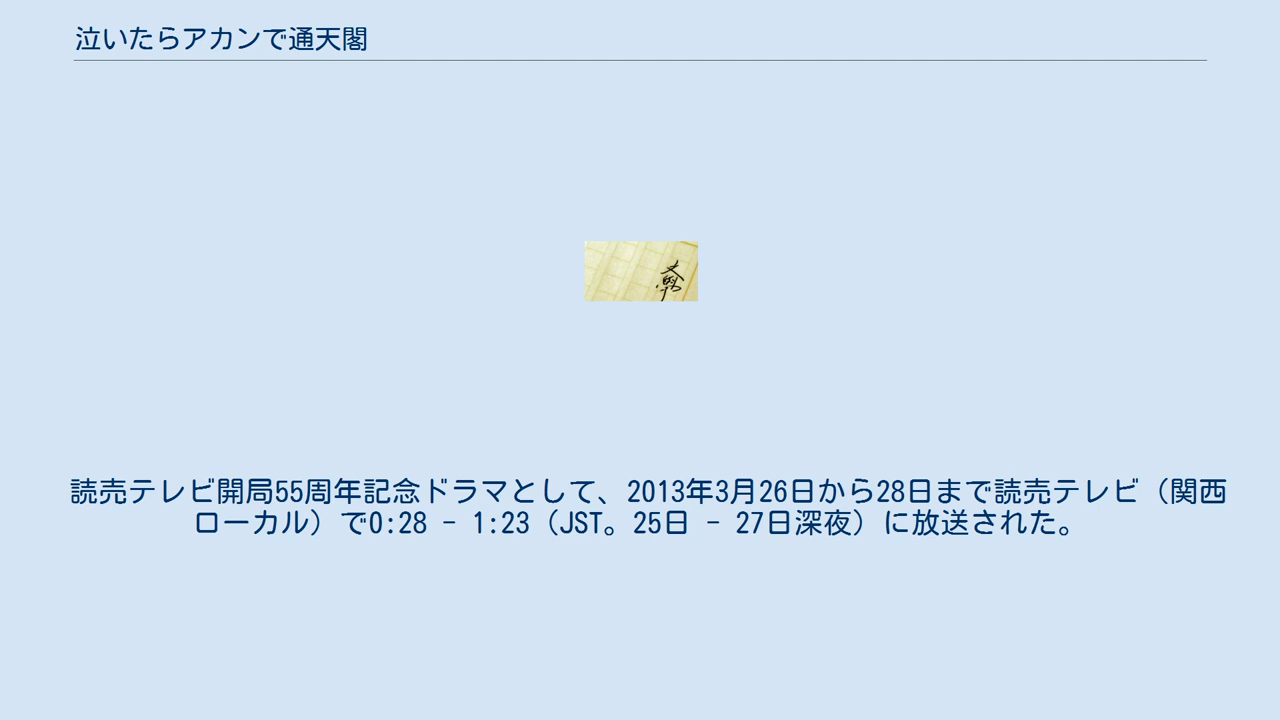 泣いたらアカンで通天閣
読売テレビ開局55周年記念ドラマとして、2013年3月26日から28日まで読売テレビ（関西
ローカル）で0:28 - 1:23（JST。25日 - 27日深夜）に放送された。